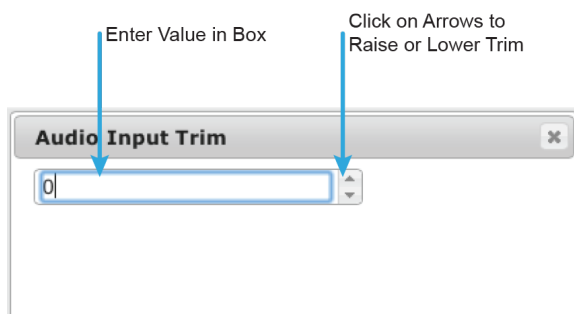 Enter Value in Box
Click on Arrows to
Raise or Lower Trim
Audio Input Trim
0